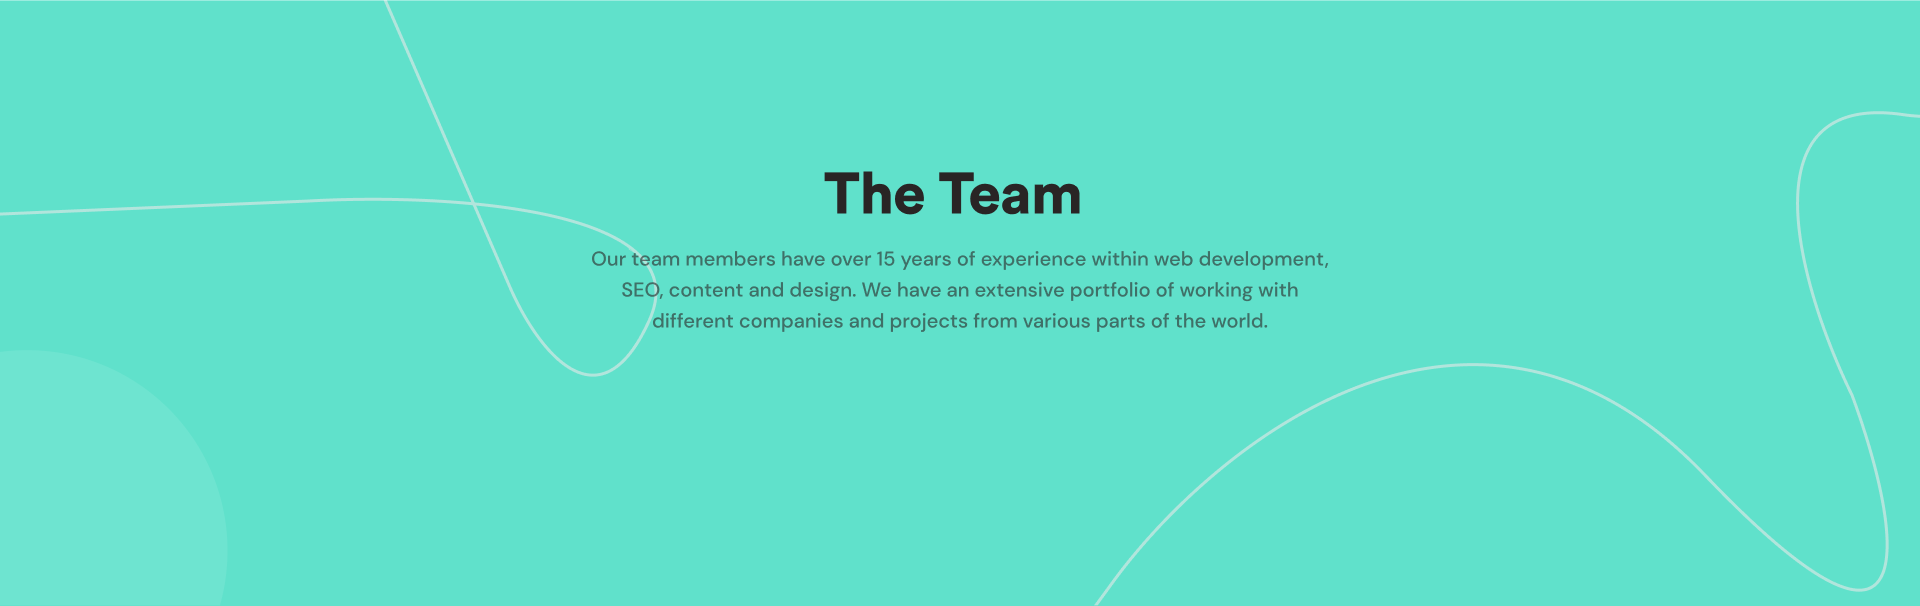 The Team
Our team members have over 15 years of experience within web development,
SEO, content and design. We have an extensive portfolio of working with
different companies and projects from various parts of the world.